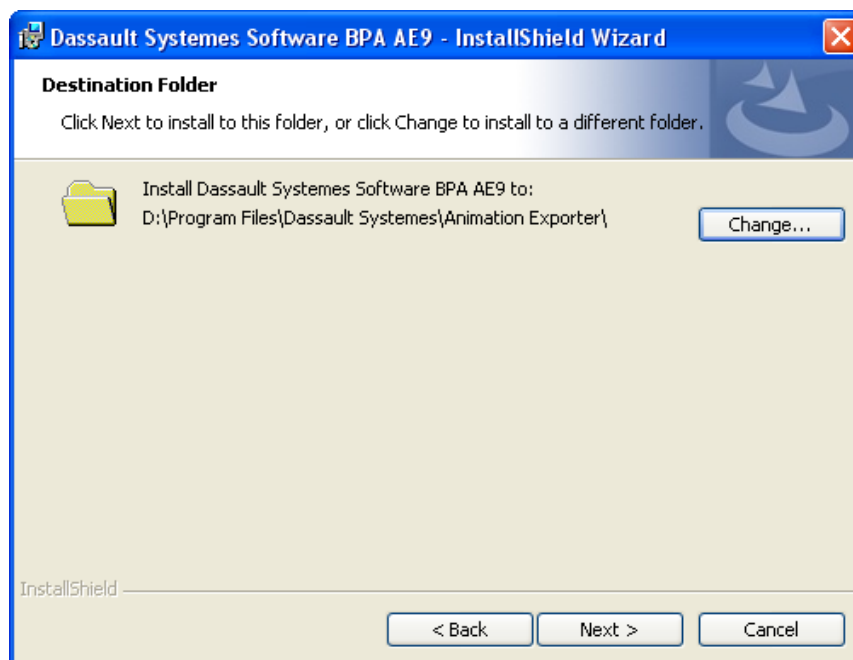 Dassault Systemes Software BPA AE9 - InstallShield Wizard
Destination Folder
Click Next to install to this folder, or click Change to install to a different folder.
Install Dassault Systemes Software BPA AE9 to:
D:\Program Files\Dassault Systemes\Animation Exporter\
Change...
InstallShield
< Back
Next >
Cancel